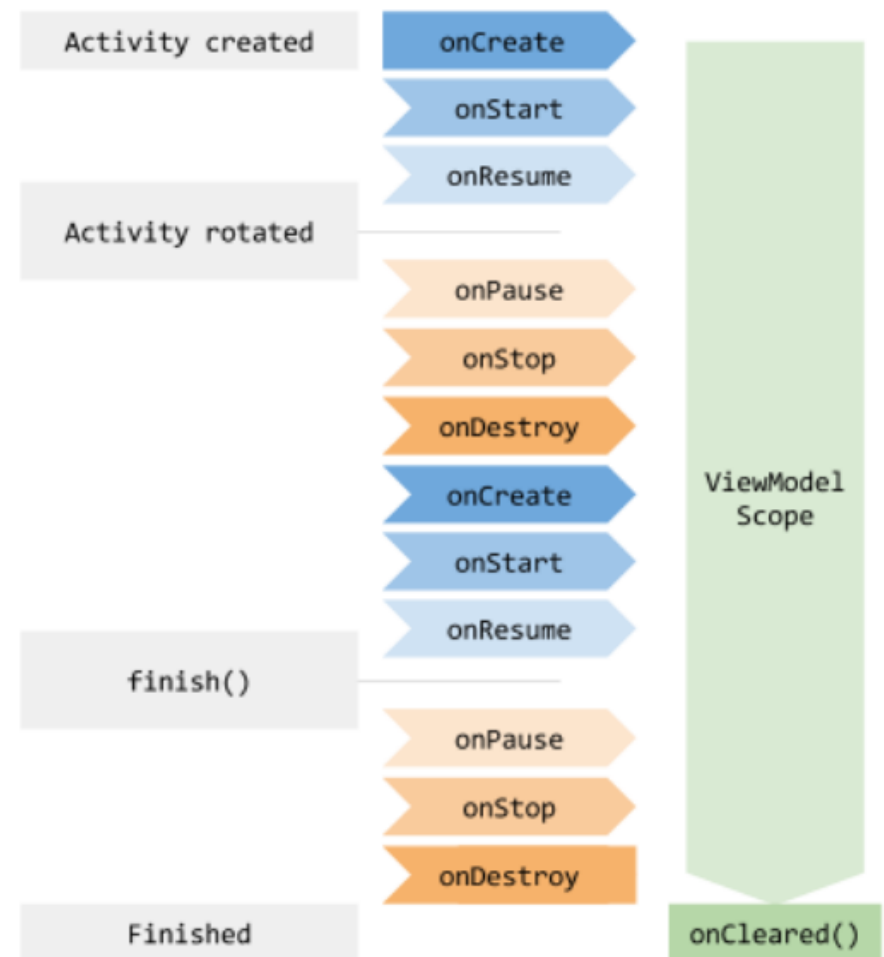 Activity created
onCreate
onStart
onResume
Activity rotated
onPause
onStop
onDestroy
onCreate
ViewModel
Scope
onStart
onResume
finish()
onPause
onStop
onDestroy
Finished
onCleared()